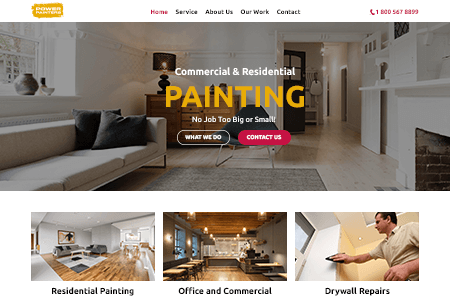 POWER
PAINTERS
Home Service About Us Our Work Contact
1 800 567 8899
Commercial & Residential
PAINTING
No Job Too Big or Small!
WHAT WE DO CONTACT US
Residential Painting Office and Commercial Drywall Repairs